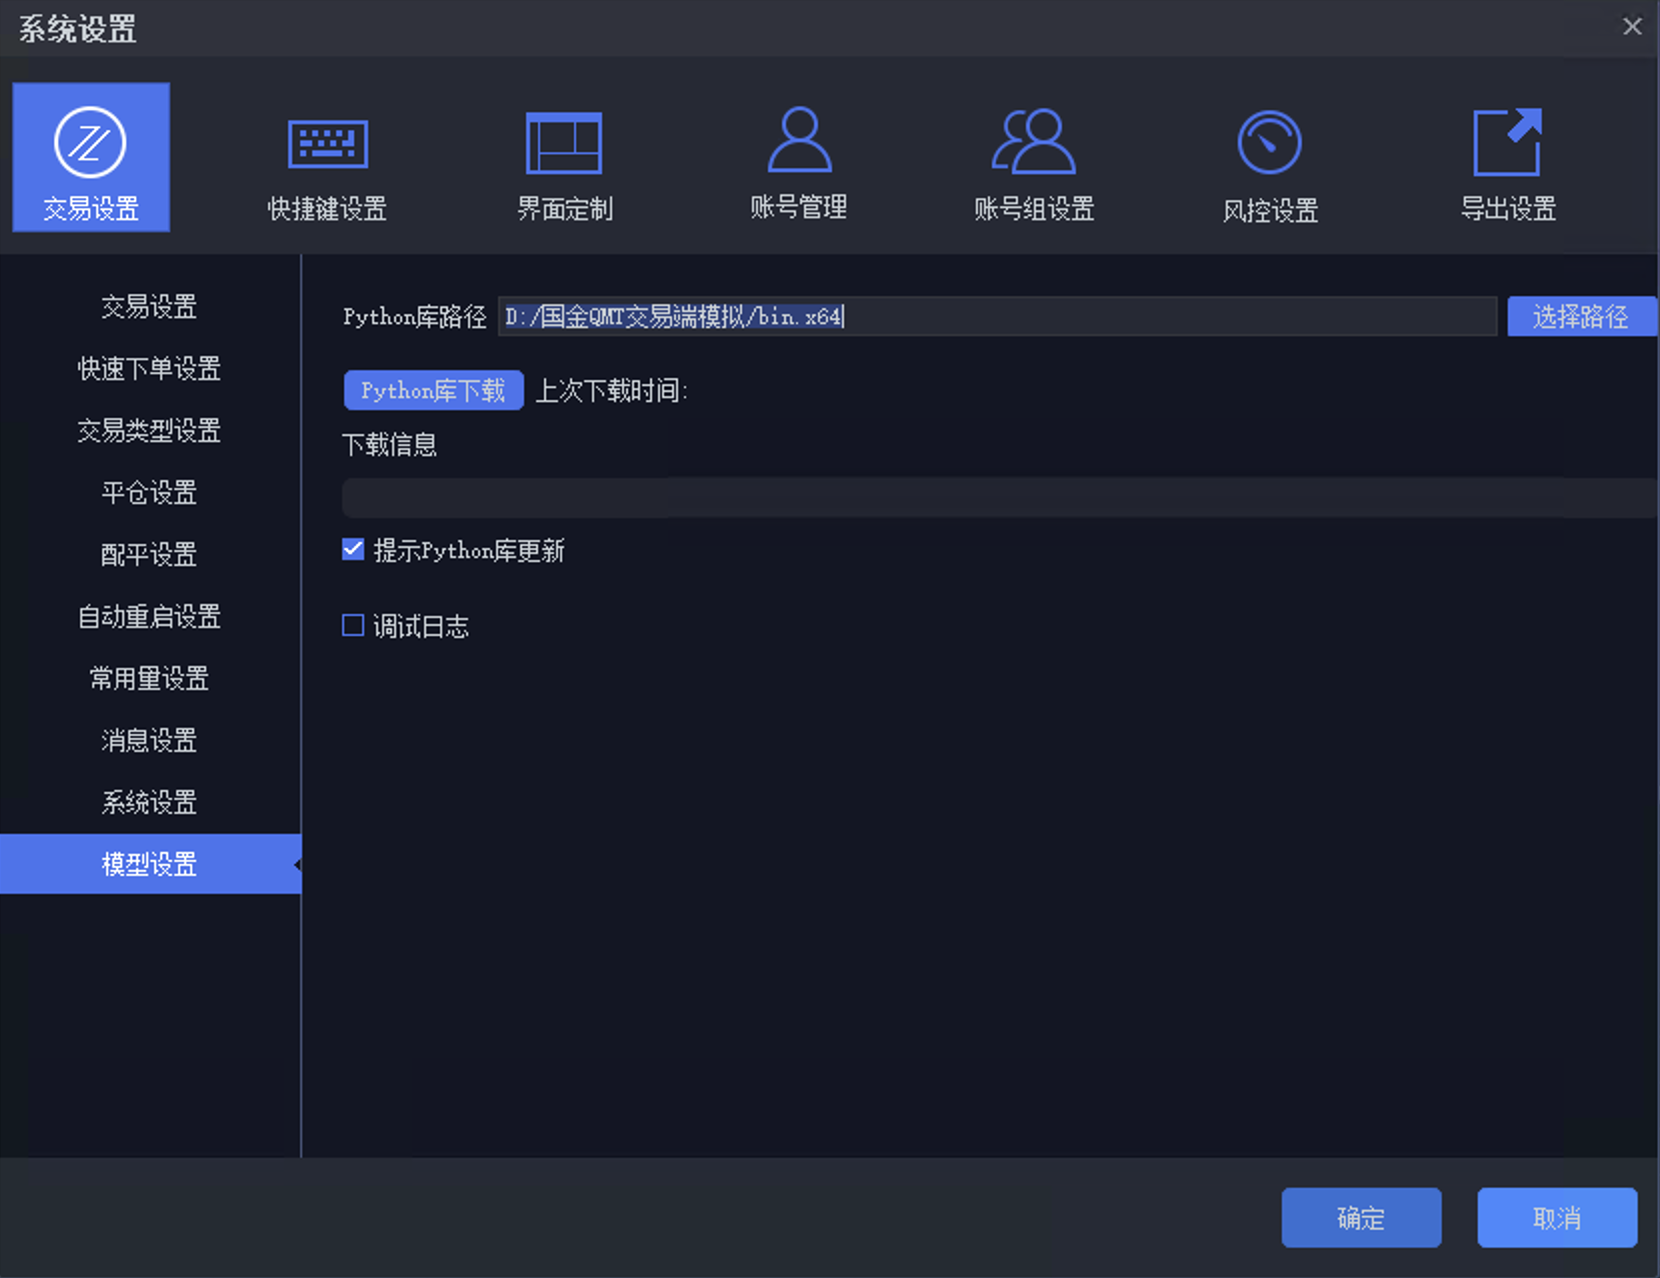 系统设置
交易设置
快捷键设置
界面定制
账号管理
账号组设置
风控设置
导出设置
交易设置
快速下单设置
交易类型设置
平仓设置
配平设置
自动重启设置
常用量设置
消息设置
系统设置
模型设置
Python库路径 D:/国金QMT交易端模拟/bin.x64 选择路径
Python库下载 上次下载时间:
下载信息
提示Python库更新
调试日志
确定 取消